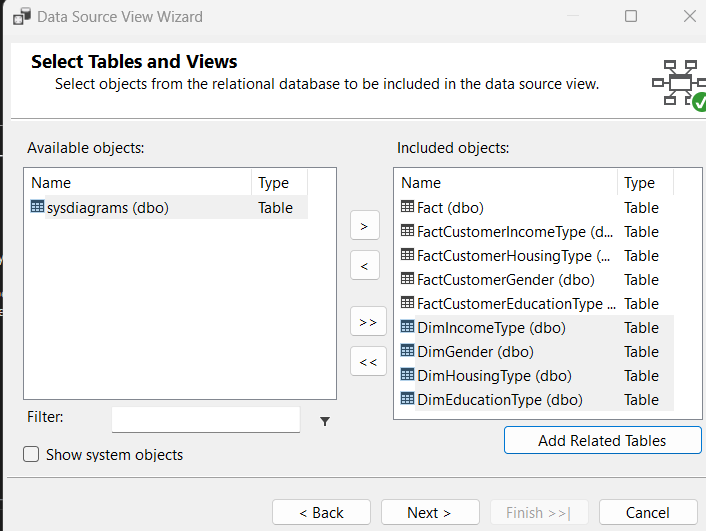 Data Source View Wizard
Select Tables and Views
Select objects from the relational database to be included in the data source view.
Available objects:
Name Type
sysdiagrams (dbo) Table
Filter:
Show system objects
>
<
>>
<<
Included objects:
Name Type
Fact (dbo) Table
FactCustomerIncomeType (d... Table
FactCustomerHousingType (... Table
FactCustomerGender (dbo) Table
FactCustomerEducationType ... Table
DimIncomeType (dbo) Table
DimGender (dbo) Table
DimHousingType (dbo) Table
DimEducationType (dbo) Table
Add Related Tables
< Back Next > Finish >>| Cancel